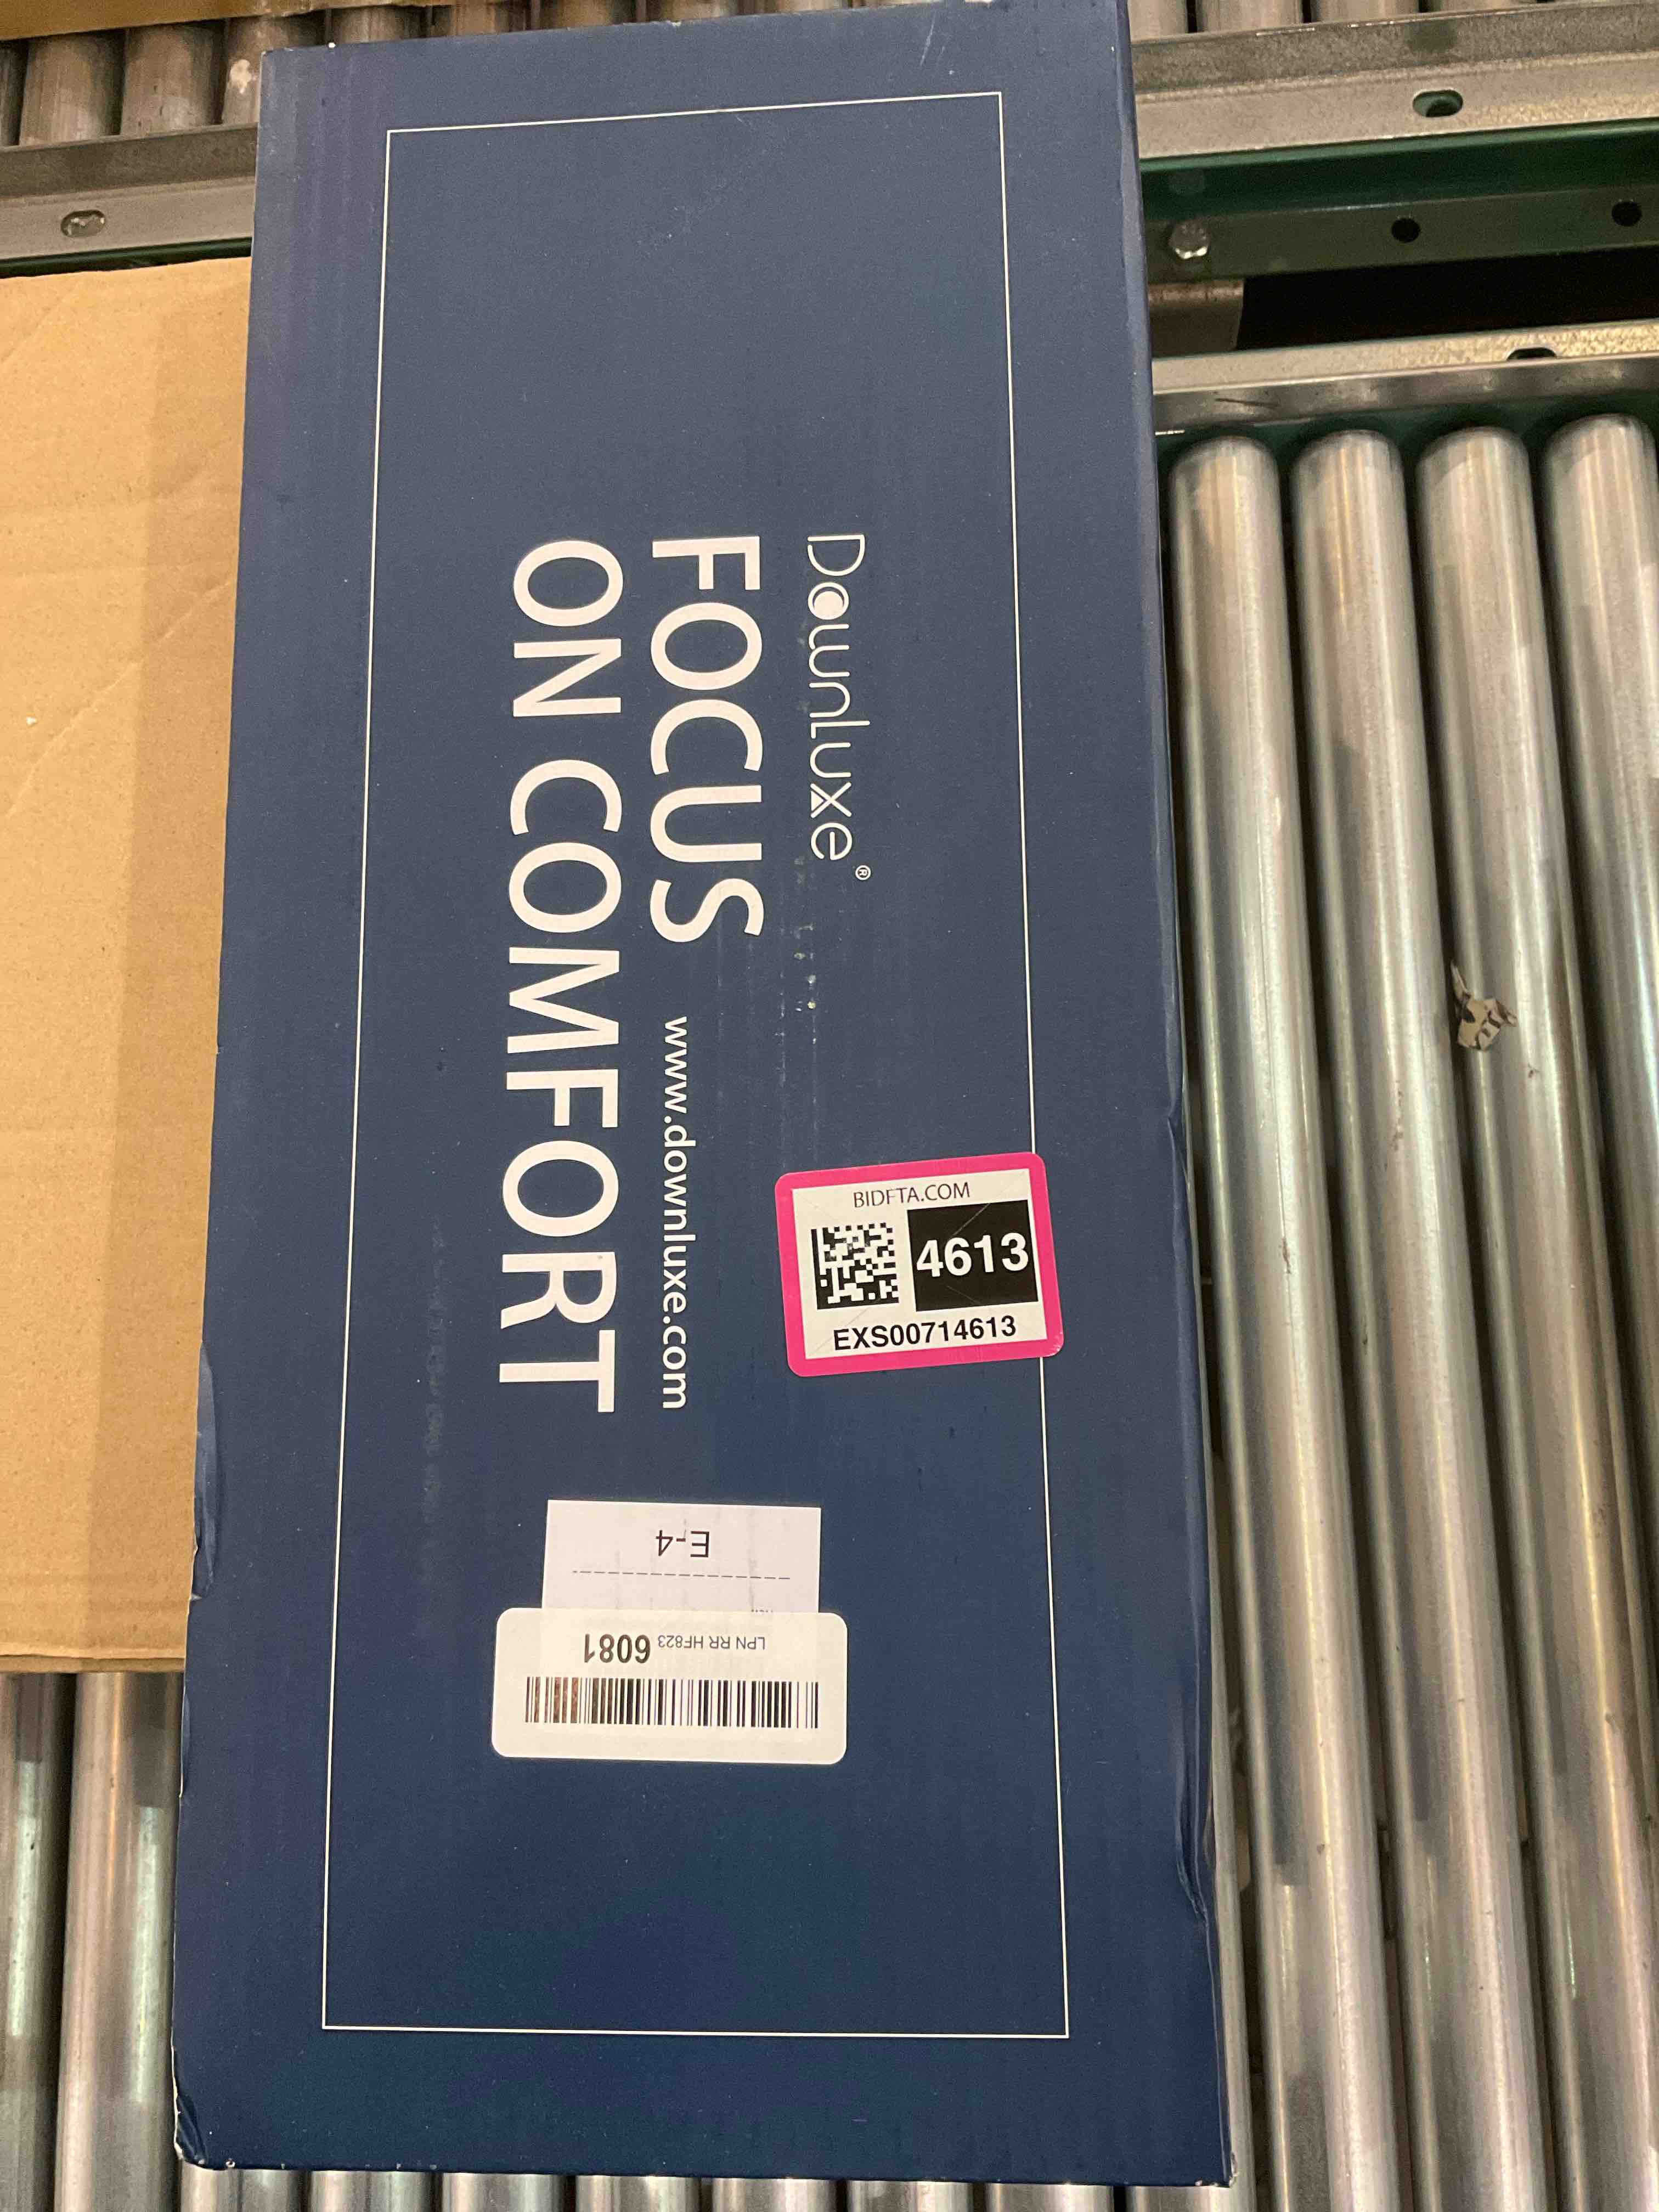 Downluxe®
FOCUS
ON COMFORT
www.downluxe.com
BIDFTA.COM
4613
EXS00714613
E-4
LPN RR HF823 6081